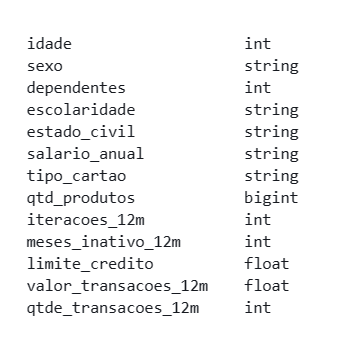 idade int
sexo string
dependentes int
escolaridade string
estado_civil string
salario_anual string
tipo_cartao string
qtd_produtos bigint
iteracoes_12m int
meses_inativo_12m int
limite_credito float
valor_transacoes_12m float
qtde_transacoes_12m int